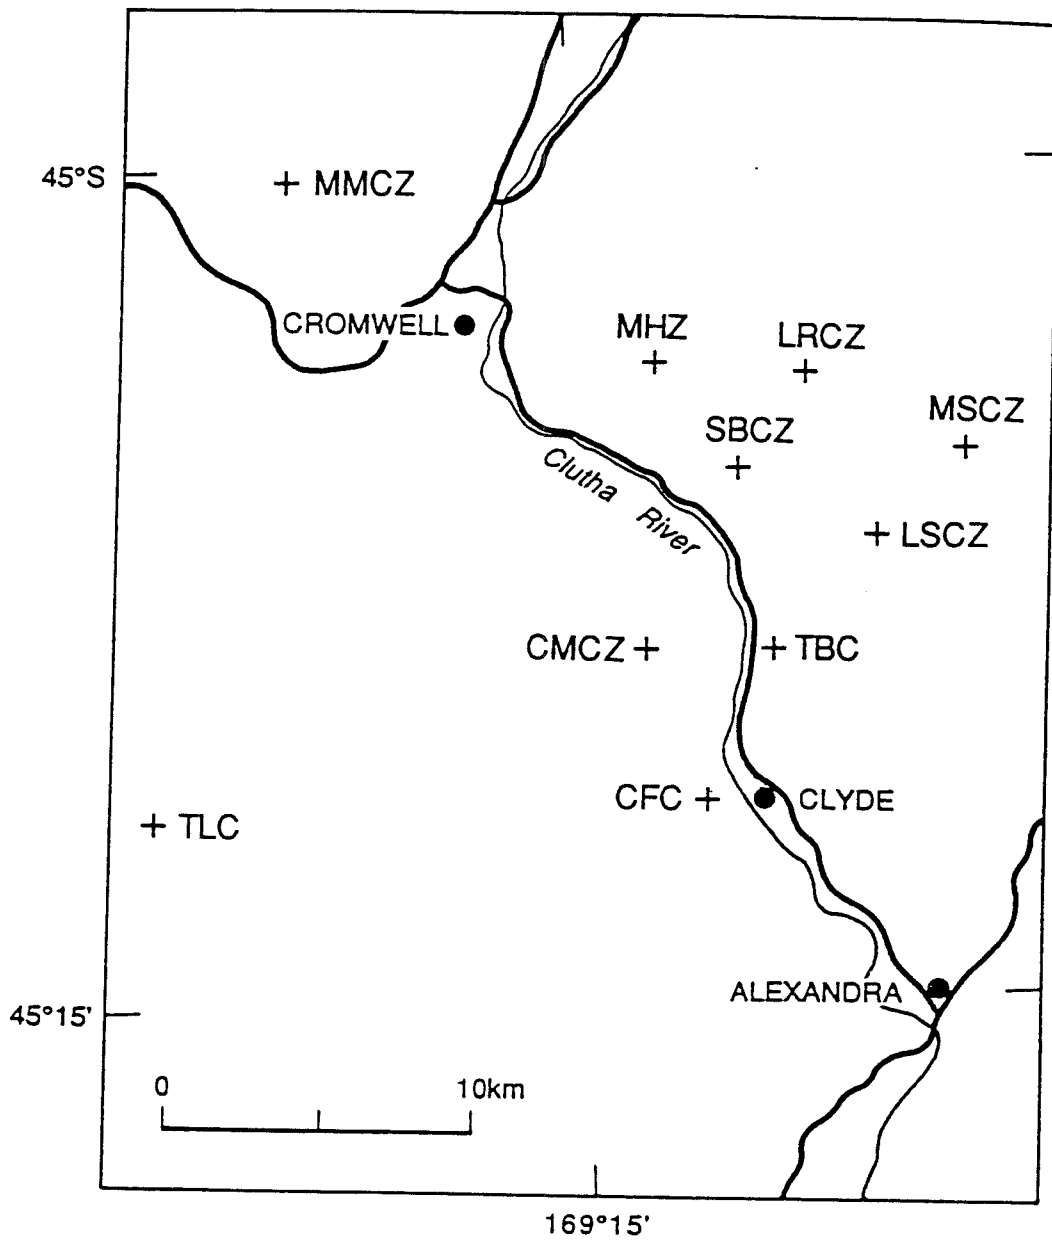 45°S
MMCZ
CROMWELL
MHZ
LRCZ
MSCZ
SBCZ
Clutha River
LSCZ
CMCZ
TBC
CFC
CLYDE
TLC
ALEXANDRA
45°15'
0 10km
169°15'